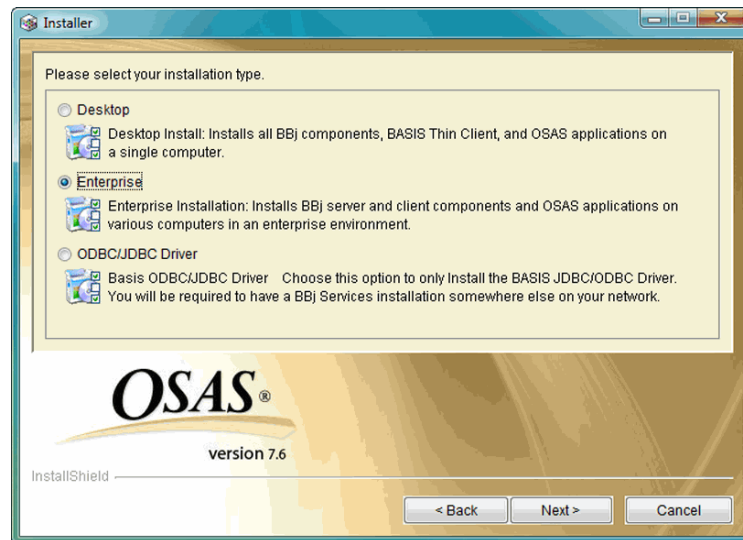 Installer
Please select your installation type.
Desktop
Desktop Install: Installs all BBj components, BASIS Thin Client, and OSAS applications on
a single computer.
Enterprise
Enterprise Installation: Installs BBj server and client components and OSAS applications on
various computers in an enterprise environment.
ODBC/JDBC Driver
Basis ODBC/JDBC Driver Choose this option to only Install the BASIS JDBC/ODBC Driver.
You will be required to have a BBj Services installation somewhere else on your network.
OSAS®
version 7.6
InstallShield
< Back Next > Cancel